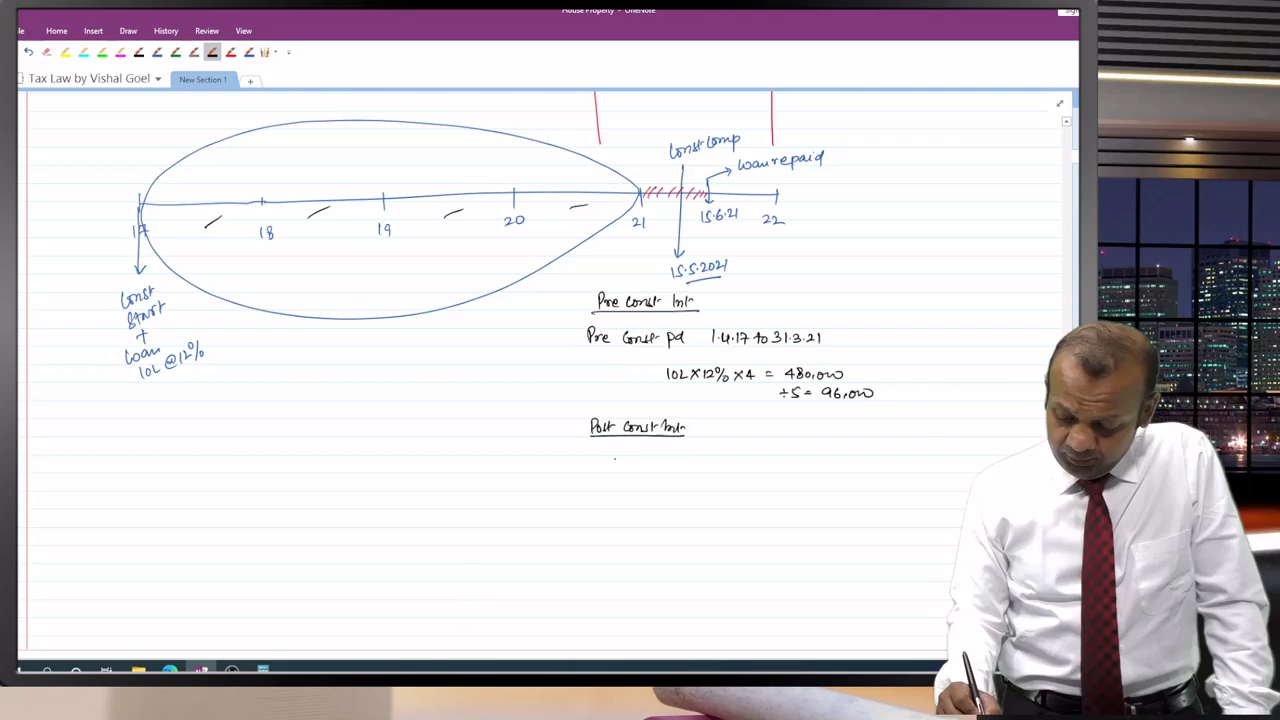 House Property - OneNote
Sign
Home Insert Draw History Review View
Tax Law by Vishal Goel
New Section 1
Const Comp
Loan repaid
17 18 19 20 21 15.6.21 22
15.5.2021
Const
Start
+
Loan
10L @12%
Pre Const Int
Pre Const Pd 1.4.17 to 31.3.21
10L × 12% × 4 = 480,000
÷5 = 96,000
Post Const Int